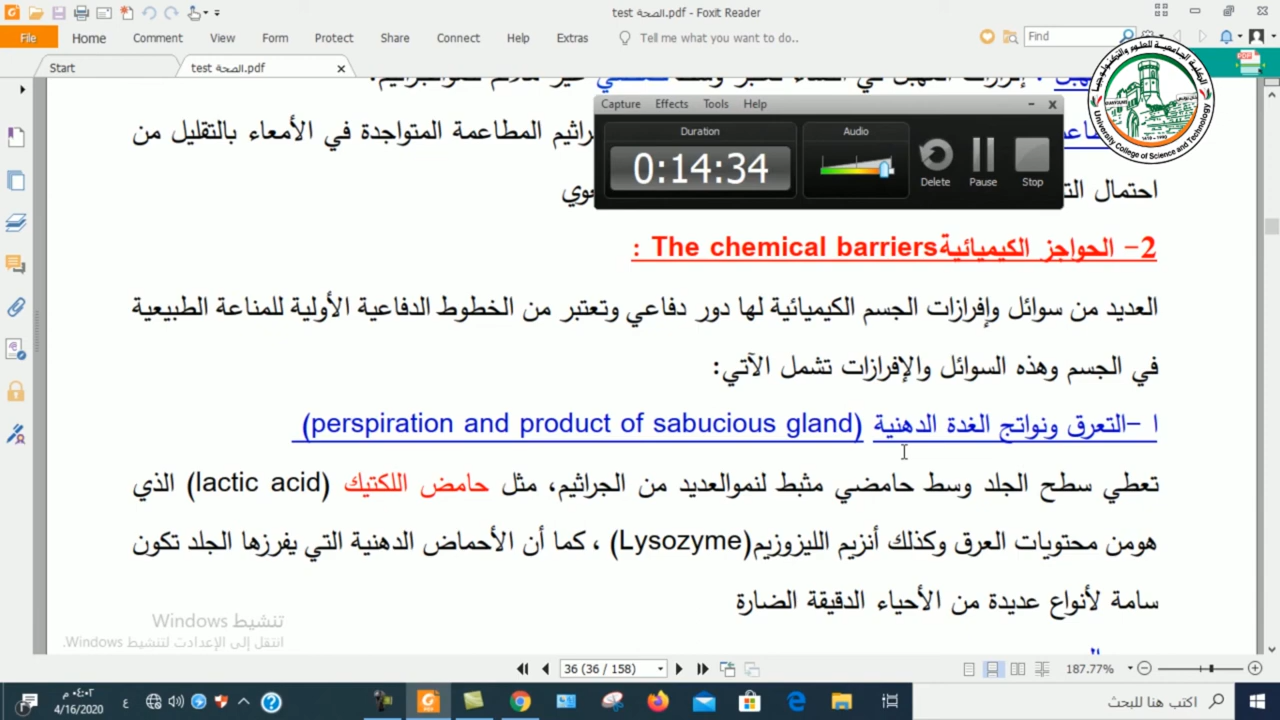 test الصحة.pdf - Foxit Reader
File Home Comment View Form Protect Share Connect Help Extras Tell me what you want to do.. Find
Start test الصحة.pdf
Capture Effects Tools Help
Duration Audio
0:14:34
Delete Pause Stop
University College of Science and Technology
راثيم المطاعمة المتواجدة في الأمعاء بالتقليل من
احتمال
2- الحواجز الكيميائية The chemical barriers :
العديد من سوائل وإفرازات الجسم الكيميائية لها دور دفاعي وتعتبر من الخطوط الدفاعية الأولية للمناعة الطبيعية
في الجسم وهذه السوائل والإفرازات تشمل الآتي:
ا -التعرق ونواتج الغدة الدهنية (perspiration and product of sabucious gland)
تعطي سطح الجلد وسط حامضي مثبط لنموالعديد من الجراثيم، مثل حامض اللكتيك (lactic acid) الذي
هومن محتويات العرق وكذلك أنزيم الليزوزيم(Lysozyme) ، كما أن الأحماض الدهنية التي يفرزها الجلد تكون
سامة لأنواع عديدة من الأحياء الدقيقة الضارة
تنشيط Windows
انتقل إلى الإعدادت لتنشيط Windows.
36 (36 / 158) 187.77%
٠٤:٠٢ م
4/16/2020
ع
اكتب هنا للبحث